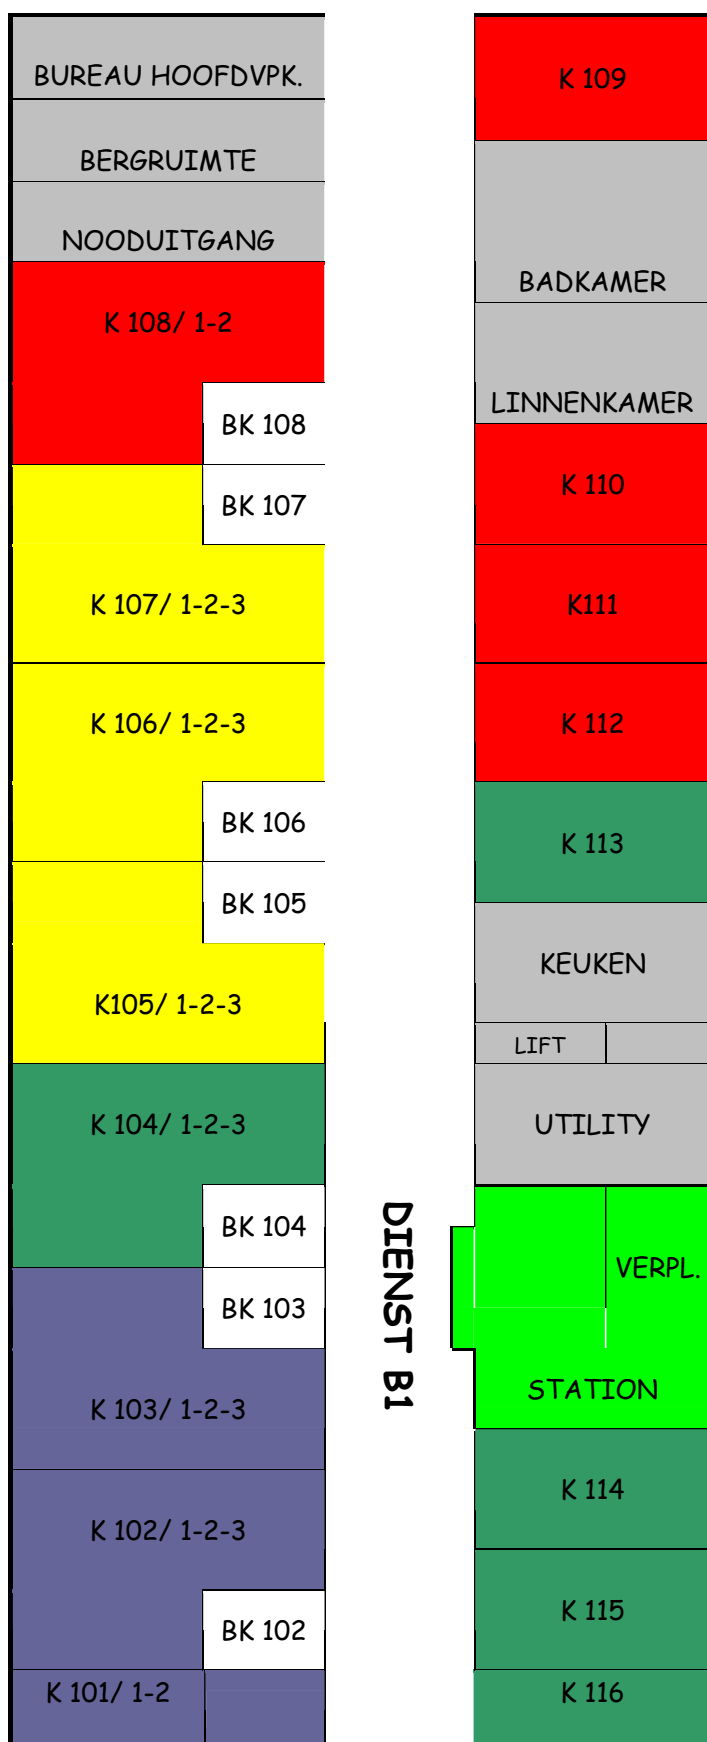 BUREAU HOOFDVPK.
BERGRUIMTE
NOODUITGANG
K 108/ 1-2
BK 108
BK 107
K 107/ 1-2-3
K 106/ 1-2-3
BK 106
BK 105
K105/ 1-2-3
K 104/ 1-2-3
BK 104
BK 103
K 103/ 1-2-3
K 102/ 1-2-3
BK 102
K 101/ 1-2
DIENST B1
K 109
BADKAMER
LINNENKAMER
K 110
K111
K 112
K 113
KEUKEN
LIFT
UTILITY
VERPL.
STATION
K 114
K 115
K 116